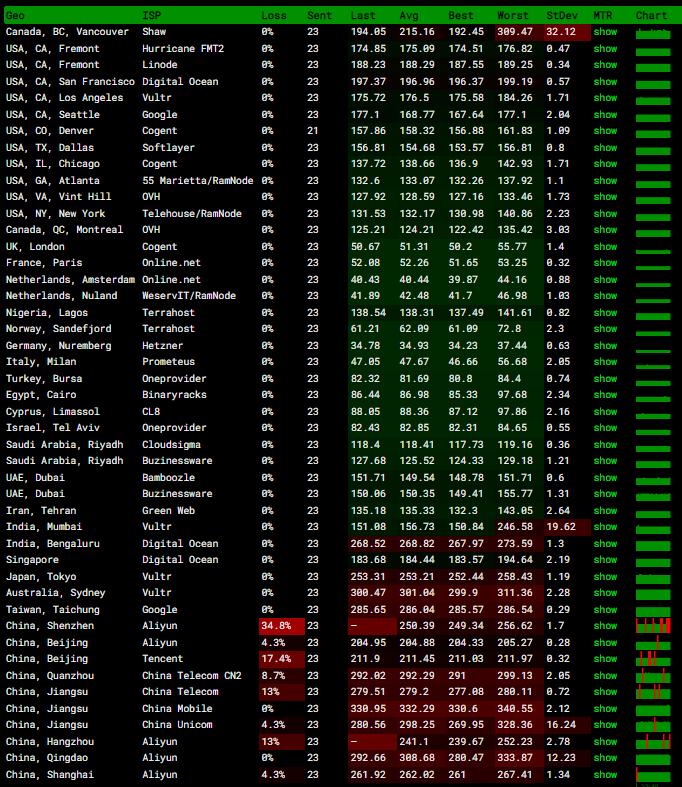 Geo ISP Loss Sent Last Avg Best Worst StDev MTR Chart
Canada, BC, Vancouver Shaw 0% 23 194.05 215.16 192.45 309.47 32.12 show
USA, CA, Fremont Hurricane FMT2 0% 23 174.85 175.09 174.51 176.82 0.47 show
USA, CA, Fremont Linode 0% 23 188.23 188.29 187.55 189.25 0.34 show
USA, CA, San Francisco Digital Ocean 0% 23 197.37 196.96 196.37 199.19 0.57 show
USA, CA, Los Angeles Vultr 0% 23 175.72 176.5 175.58 184.26 1.71 show
USA, CA, Seattle Google 0% 23 177.1 168.77 167.64 177.1 2.04 show
USA, CO, Denver Cogent 0% 21 157.86 158.32 156.88 161.83 1.09 show
USA, TX, Dallas Softlayer 0% 23 156.81 154.68 153.57 156.81 0.8 show
USA, IL, Chicago Cogent 0% 23 137.72 138.66 136.9 142.93 1.71 show
USA, GA, Atlanta 55 Marietta/RamNode 0% 23 132.6 133.07 132.26 137.92 1.1 show
USA, VA, Vint Hill OVH 0% 23 127.92 128.59 127.16 133.46 1.73 show
USA, NY, New York Telehouse/RamNode 0% 23 131.53 132.17 130.98 140.86 2.23 show
Canada, QC, Montreal OVH 0% 23 125.21 124.21 122.42 135.42 3.03 show
UK, London Cogent 0% 23 50.67 51.31 50.2 55.77 1.4 show
France, Paris Online.net 0% 23 52.08 52.26 51.65 53.25 0.32 show
Netherlands, Amsterdam Online.net 0% 23 40.43 40.44 39.87 44.16 0.88 show
Netherlands, Nuland WeservIT/RamNode 0% 23 41.89 42.48 41.7 46.98 1.03 show
Nigeria, Lagos Terrahost 0% 23 138.54 138.31 137.49 141.61 0.82 show
Norway, Sandefjord Terrahost 0% 23 61.21 62.09 61.09 72.8 2.3 show
Germany, Nuremberg Hetzner 0% 23 34.78 34.93 34.23 37.44 0.63 show
Italy, Milan Prometeus 0% 23 47.05 47.67 46.66 56.68 2.05 show
Turkey, Bursa Oneprovider 0% 23 82.32 81.69 80.8 84.4 0.74 show
Egypt, Cairo Binaryracks 0% 23 86.44 86.98 85.33 97.68 2.34 show
Cyprus, Limassol CL8 0% 23 88.05 88.36 87.12 97.86 2.16 show
Israel, Tel Aviv Oneprovider 0% 23 82.43 82.85 82.31 84.65 0.55 show
Saudi Arabia, Riyadh Cloudsigma 0% 23 118.4 118.41 117.73 119.16 0.36 show
Saudi Arabia, Riyadh Buzinessware 0% 23 127.68 125.52 124.33 129.18 1.21 show
UAE, Dubai Bamboozle 0% 23 151.71 149.54 148.78 151.71 0.6 show
UAE, Dubai Buzinessware 0% 23 150.06 150.35 149.41 155.77 1.31 show
Iran, Tehran Green Web 0% 23 135.18 135.33 132.3 143.05 2.64 show
India, Mumbai Vultr 0% 23 151.08 156.73 150.84 246.58 19.62 show
India, Bengaluru Digital Ocean 0% 23 268.52 268.82 267.97 273.59 1.3 show
Singapore Digital Ocean 0% 23 183.68 184.44 183.57 194.64 2.19 show
Japan, Tokyo Vultr 0% 23 253.31 253.21 252.44 258.43 1.19 show
Australia, Sydney Vultr 0% 23 300.47 301.04 299.9 311.36 2.28 show
Taiwan, Taichung Google 0% 23 285.65 286.04 285.57 286.54 0.29 show
China, Shenzhen Aliyun 34.8% 23 — 250.39 249.34 256.62 1.7 show
China, Beijing Aliyun 4.3% 23 204.95 204.88 204.33 205.27 0.28 show
China, Beijing Tencent 17.4% 23 211.9 211.45 211.03 211.97 0.32 show
China, Quanzhou China Telecom CN2 8.7% 23 292.02 292.29 291 299.13 2.05 show
China, Jiangsu China Telecom 13% 23 279.51 279.2 277.08 280.11 0.72 show
China, Jiangsu China Mobile 0% 23 330.95 332.29 330.6 340.55 2.12 show
China, Jiangsu China Unicom 4.3% 23 280.56 298.25 269.95 328.36 16.24 show
China, Hangzhou Aliyun 13% 23 — 241.1 239.67 252.23 2.78 show
China, Qingdao Aliyun 0% 23 292.66 308.68 280.47 333.87 12.23 show
China, Shanghai Aliyun 4.3% 23 261.92 262.02 261 267.41 1.34 show